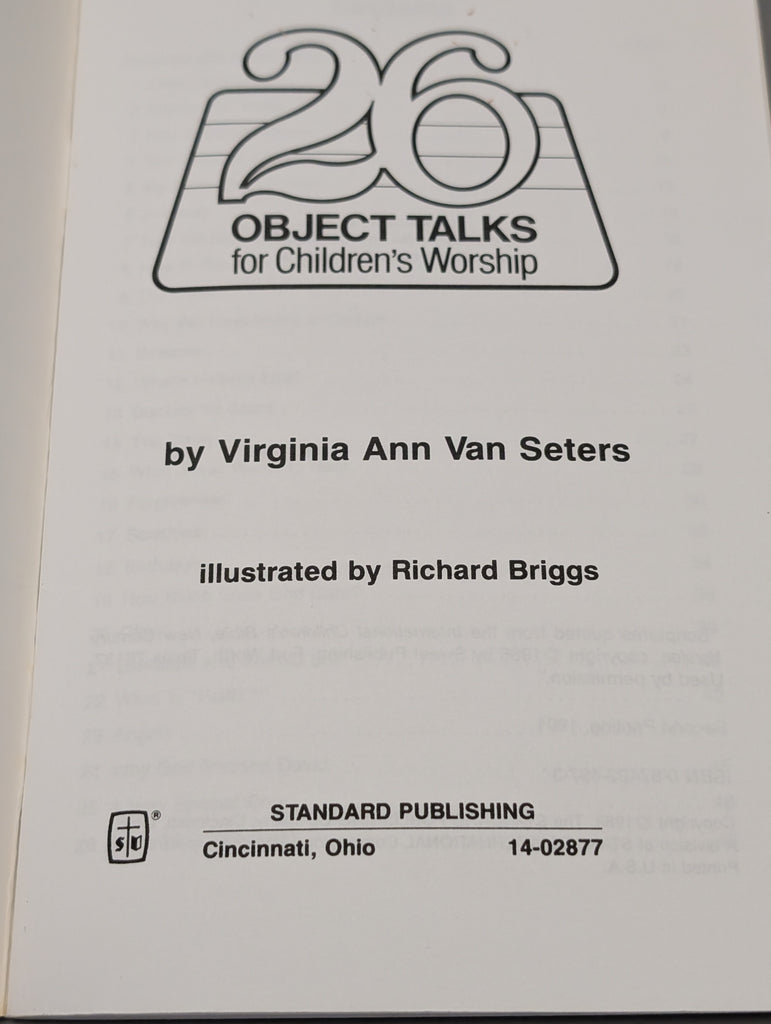 26
OBJECT TALKS
for Children's Worship
by Virginia Ann Van Seters
illustrated by Richard Briggs
®
STANDARD PUBLISHING
Cincinnati, Ohio 14-02877